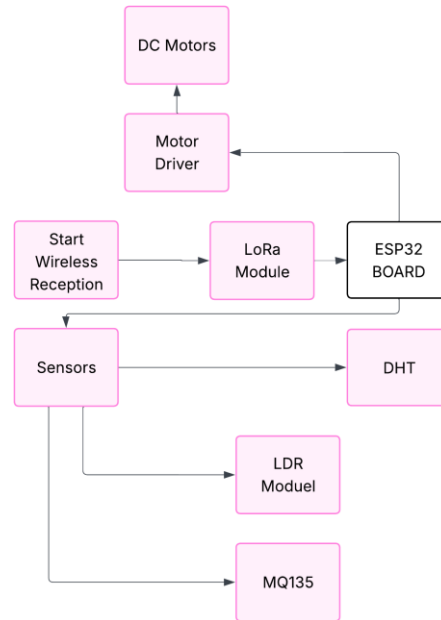 DC Motors
Motor
Driver
Start
Wireless
Reception
LoRa
Module
ESP32
BOARD
Sensors
DHT
LDR
Moduel
MQ135